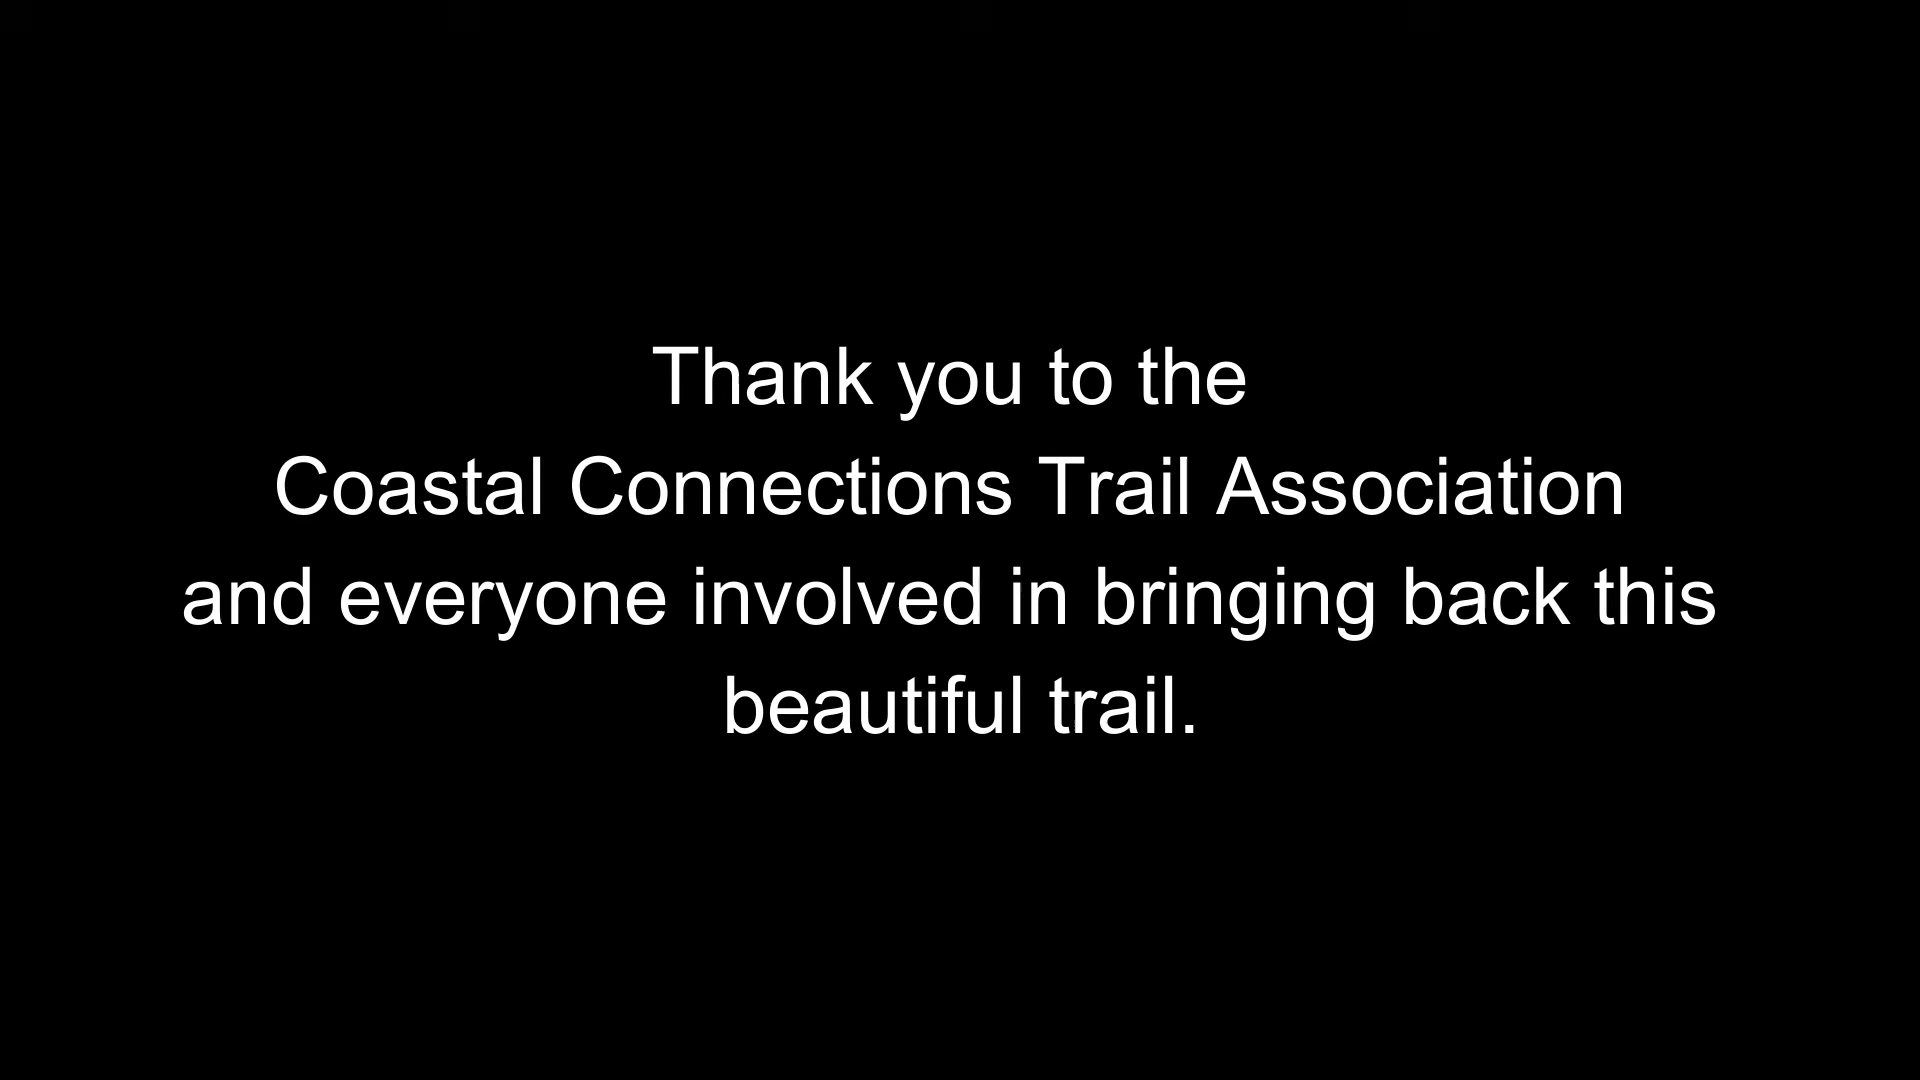 Thank you to the
Coastal Connections Trail Association
and everyone involved in bringing back this
beautiful trail.